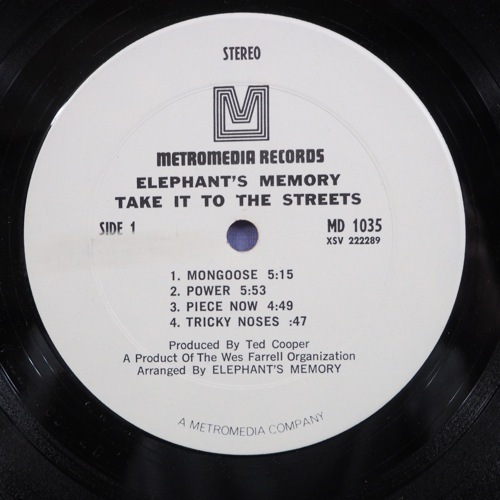 STEREO
M
METROMEDIA RECORDS
ELEPHANT'S MEMORY
TAKE IT TO THE STREETS
SIDE 1
MD 1035
XSV 222289
1. MONGOOSE 5:15
2. POWER 5:53
3. PIECE NOW 4:49
4. TRICKY NOSES :47
Produced By Ted Cooper
A Product Of The Wes Farrell Organization
Arranged By ELEPHANT'S MEMORY
A METROMEDIA COMPANY